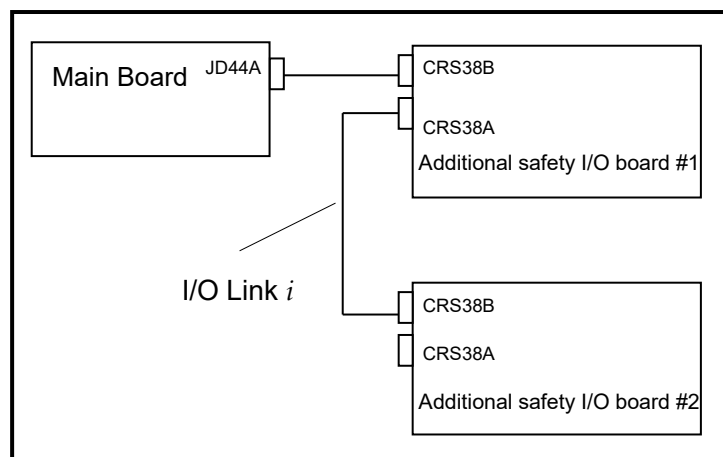 Main Board
JD44A
CRS38B
CRS38A
Additional safety I/O board #1
I/O Link i
CRS38B
CRS38A
Additional safety I/O board #2